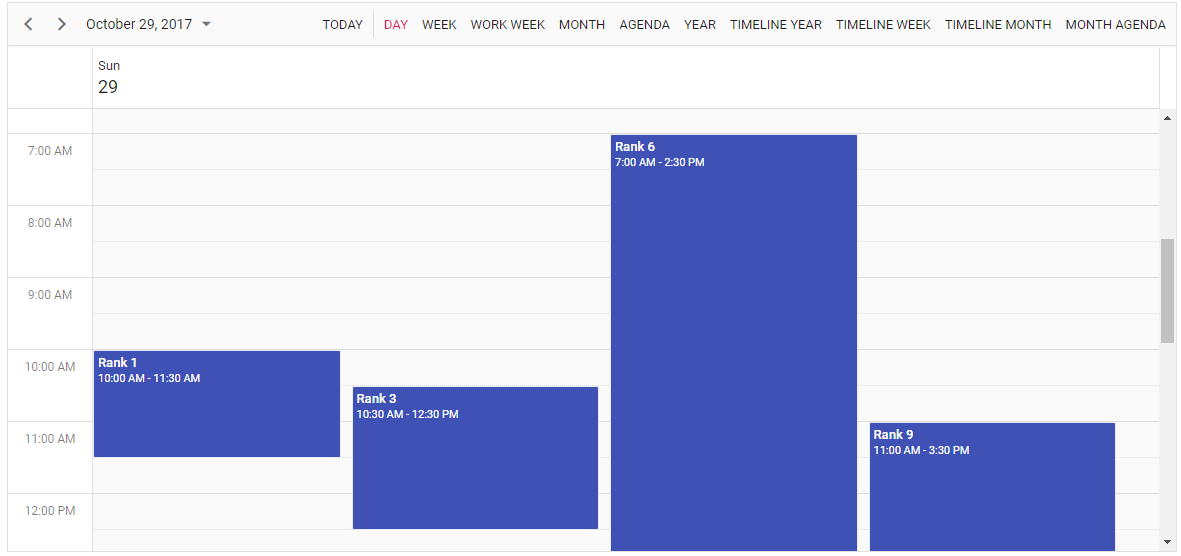 October 29, 2017
TODAY DAY WEEK WORK WEEK MONTH AGENDA YEAR TIMELINE YEAR TIMELINE WEEK TIMELINE MONTH MONTH AGENDA
Sun
29
7:00 AM
Rank 6
7:00 AM - 2:30 PM
8:00 AM
9:00 AM
10:00 AM
Rank 1
10:00 AM - 11:30 AM
Rank 3
10:30 AM - 12:30 PM
11:00 AM
Rank 9
11:00 AM - 3:30 PM
12:00 PM